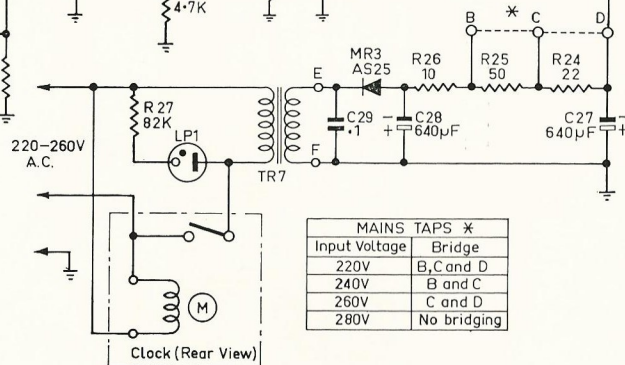 4·7K
B
*
C
D
MR3
AS25
R26
10
R25
50
R24
22
E
R27
82K
LP1
C29
·1
C28
640µF
C27
640µF
220–260V
A.C.
F
TR7
MAINS TAPS *
Input Voltage Bridge
220V B,C and D
240V B and C
260V C and D
280V No bridging
M
Clock (Rear View)